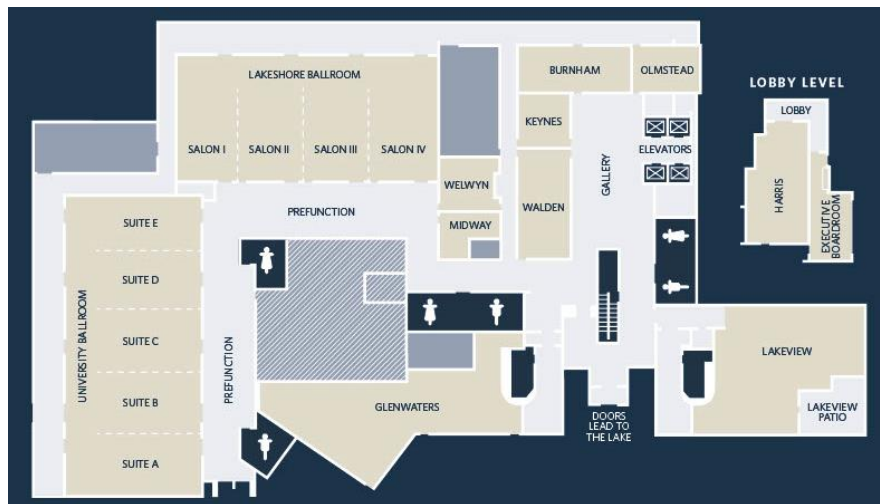 LAKESHORE BALLROOM
SALON I
SALON II
SALON III
SALON IV
BURNHAM
OLMSTEAD
KEYNES
ELEVATORS
GALLERY
WELWYN
WALDEN
MIDWAY
PREFUNCTION
UNIVERSITY BALLROOM
SUITE E
SUITE D
SUITE C
SUITE B
SUITE A
PREFUNCTION
GLENWATERS
DOORS
LEAD TO
THE LAKE
LAKEVIEW
LAKEVIEW
PATIO
LOBBY LEVEL
LOBBY
HARRIS
EXECUTIVE
BOARDROOM